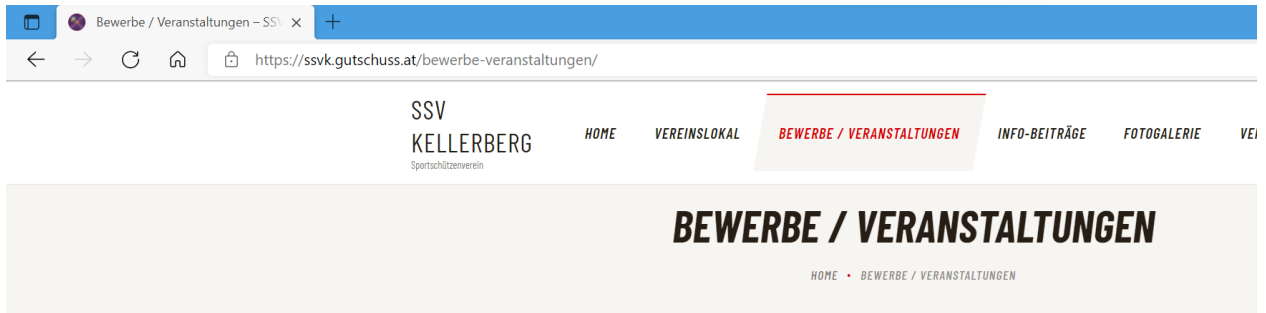 Bewerbe / Veranstaltungen – SS
https://ssvk.gutschuss.at/bewerbe-veranstaltungen/
SSV
KELLERBERG
Sportschützenverein
HOME VEREINSLOKAL BEWERBE / VERANSTALTUNGEN INFO-BEITRÄGE FOTOGALERIE
BEWERBE / VERANSTALTUNGEN
HOME • BEWERBE / VERANSTALTUNGEN